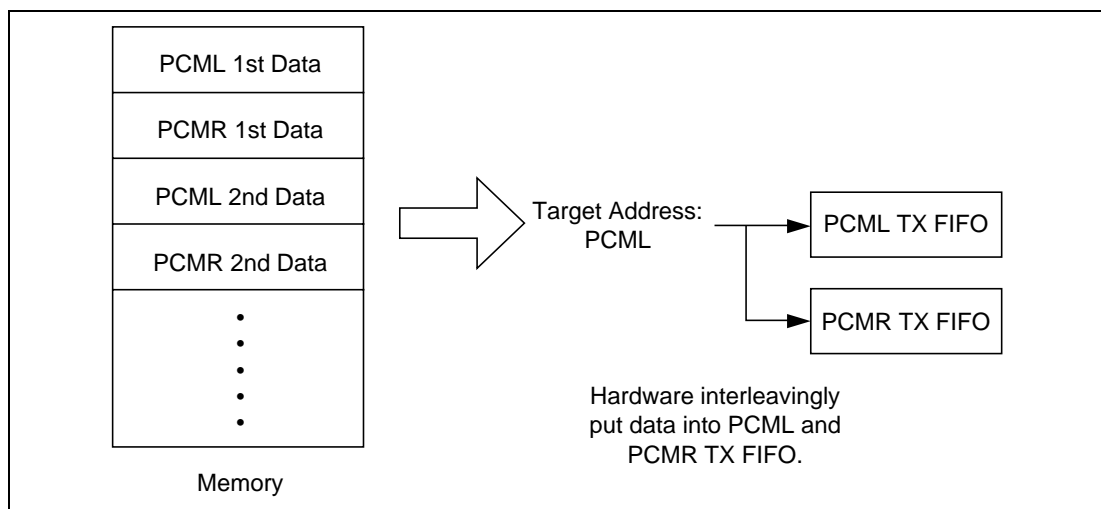 PCML 1st Data
PCMR 1st Data
PCML 2nd Data
PCMR 2nd Data
Memory
Target Address:
PCML
PCML TX FIFO
PCMR TX FIFO
Hardware interleavingly
put data into PCML and
PCMR TX FIFO.